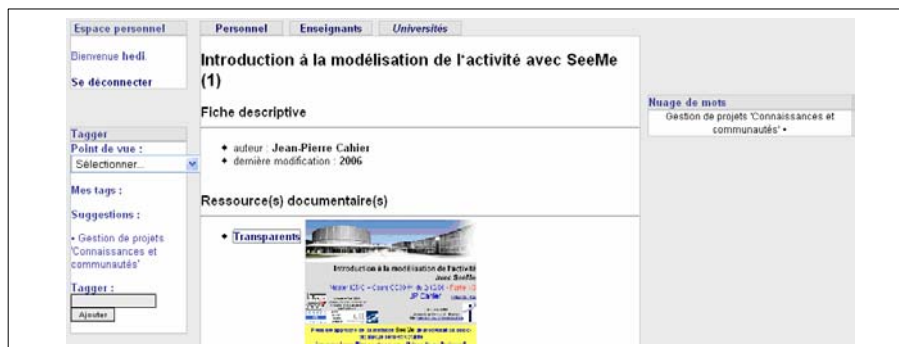 Espace personnel
Bienvenue hedi.
Se déconnecter
Tagger
Point de vue :
Sélectionner...
Mes tags :
Suggestions :
• Gestion de projets
'Connaissances et
communautés'
Tagger :
Ajouter
Personnel Enseignants Universités
Introduction à la modélisation de l'activité avec SeeMe
(1)
Fiche descriptive
♦ auteur : Jean-Pierre Cahier
♦ dernière modification : 2006
Ressource(s) documentaire(s)
♦ Transparents
Introduction à la modélisation de l'activité
avec SeeMe
JP Cahier
Nuage de mots
Gestion de projets 'Connaissances et
communautés' •